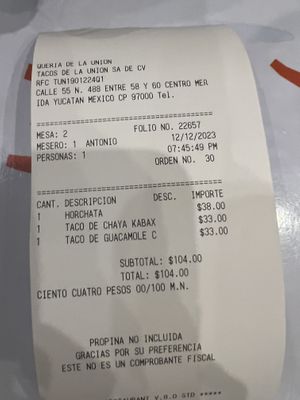 QUERIA DE LA UNION
TACOS DE LA UNION SA DE CV
RFC TUN1901224Q1
CALLE 55 N. 488 ENTRE 58 Y 60 CENTRO MER
IDA YUCATAN MEXICO CP 97000 Tel.
========================================
MESA: 2 FOLIO NO. 22657
MESERO: 1 ANTONIO 12/12/2023
PERSONAS: 1 07:45:49 PM
ORDEN NO. 30
========================================
CANT. DESCRIPCION DESC. IMPORTE
1 HORCHATA $38.00
1 TACO DE CHAYA KABAX $33.00
1 TACO DE GUACAMOLE C $33.00
SUBTOTAL: $104.00
TOTAL: $104.00
CIENTO CUATRO PESOS 00/100 M.N.
PROPINA NO INCLUIDA
GRACIAS POR SU PREFERENCIA
ESTE NO ES UN COMPROBANTE FISCAL
V.8.0 STD *****